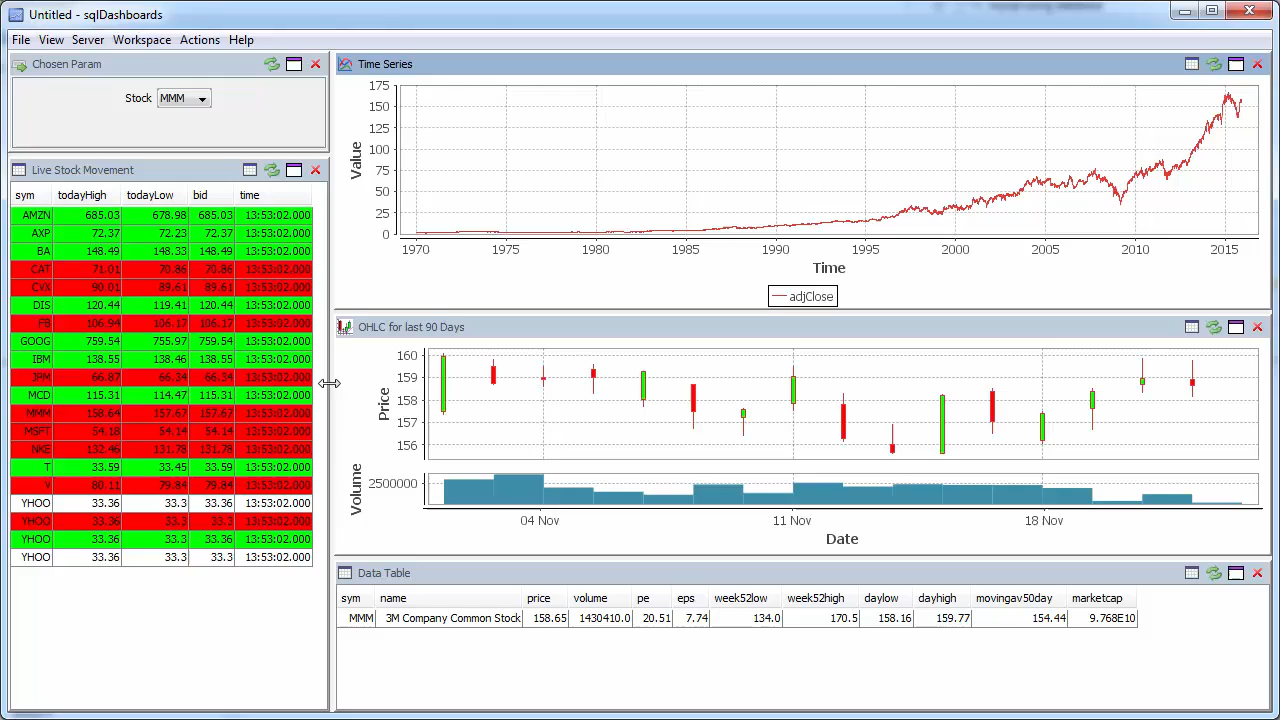 Untitled - sqlDashboards
File View Server Workspace Actions Help
Chosen Param
Stock MMM
Live Stock Movement
sym todayHigh todayLow bid time
AMZN 685.03 678.98 685.03 13:53:02.000
AXP 72.37 72.23 72.37 13:53:02.000
BA 148.49 148.33 148.49 13:53:02.000
CAT 71.01 70.86 70.86 13:53:02.000
CVX 90.01 89.61 89.61 13:53:02.000
DIS 120.44 119.41 120.44 13:53:02.000
FB 106.94 106.17 106.17 13:53:02.000
GOOG 759.54 755.97 759.54 13:53:02.000
IBM 138.55 138.46 138.55 13:53:02.000
JPM 66.87 66.34 66.34 13:53:02.000
MCD 115.31 114.47 115.31 13:53:02.000
MMM 158.64 157.67 157.67 13:53:02.000
MSFT 54.18 54.14 54.14 13:53:02.000
NKE 132.46 131.78 131.78 13:53:02.000
T 33.59 33.45 33.59 13:53:02.000
V 80.11 79.84 79.84 13:53:02.000
YHOO 33.36 33.3 33.36 13:53:02.000
YHOO 33.36 33.3 33.3 13:53:02.000
YHOO 33.36 33.3 33.36 13:53:02.000
YHOO 33.36 33.3 33.3 13:53:02.000
Time Series
Value
175
150
125
100
75
50
25
0
1970 1975 1980 1985 1990 1995 2000 2005 2010 2015
Time
adjClose
OHLC for last 90 Days
Price
160
159
158
157
156
Volume
2500000
04 Nov 11 Nov 18 Nov
Date
Data Table
sym name price volume pe eps week52low week52high daylow dayhigh movingav50day marketcap
MMM 3M Company Common Stock 158.65 1430410.0 20.51 7.74 134.0 170.5 158.16 159.77 154.44 9.768E10